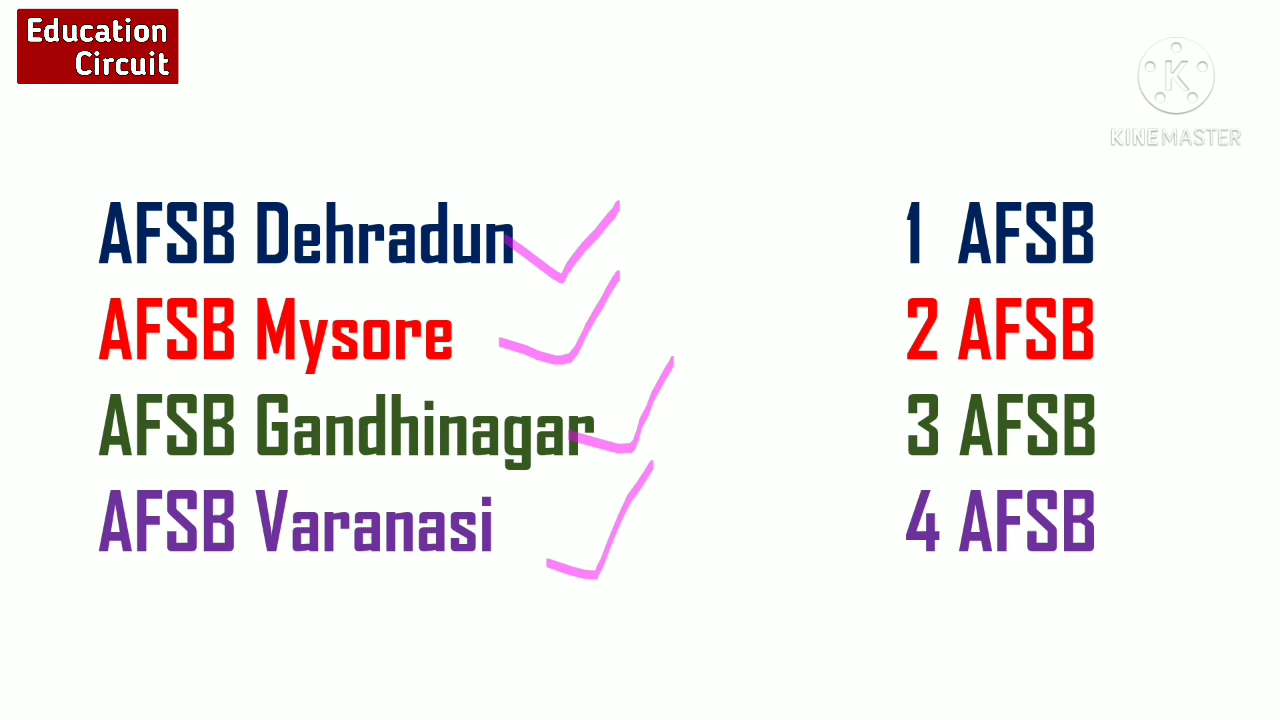 Education
Circuit
KINEMASTER
AFSB Dehradun 1 AFSB
AFSB Mysore 2 AFSB
AFSB Gandhinagar 3 AFSB
AFSB Varanasi 4 AFSB